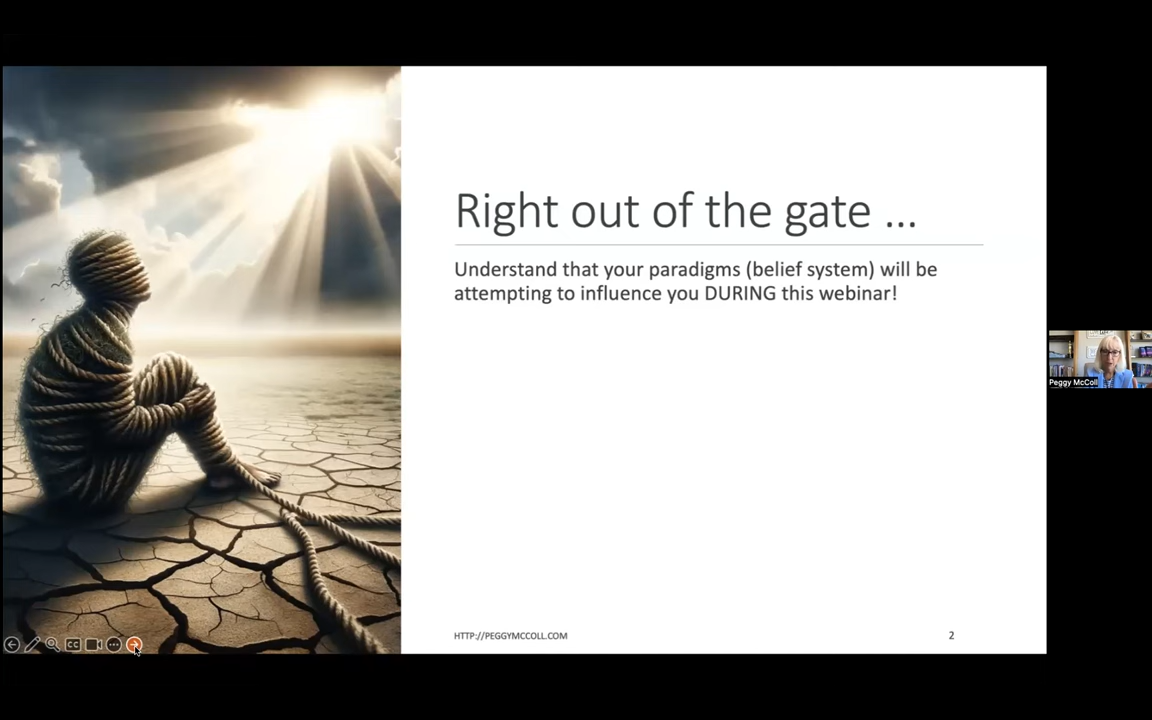 Right out of the gate ...
Understand that your paradigms (belief system) will be
attempting to influence you DURING this webinar!
Peggy McColl
HTTP://PEGGYMCCOLL.COM
2
CC